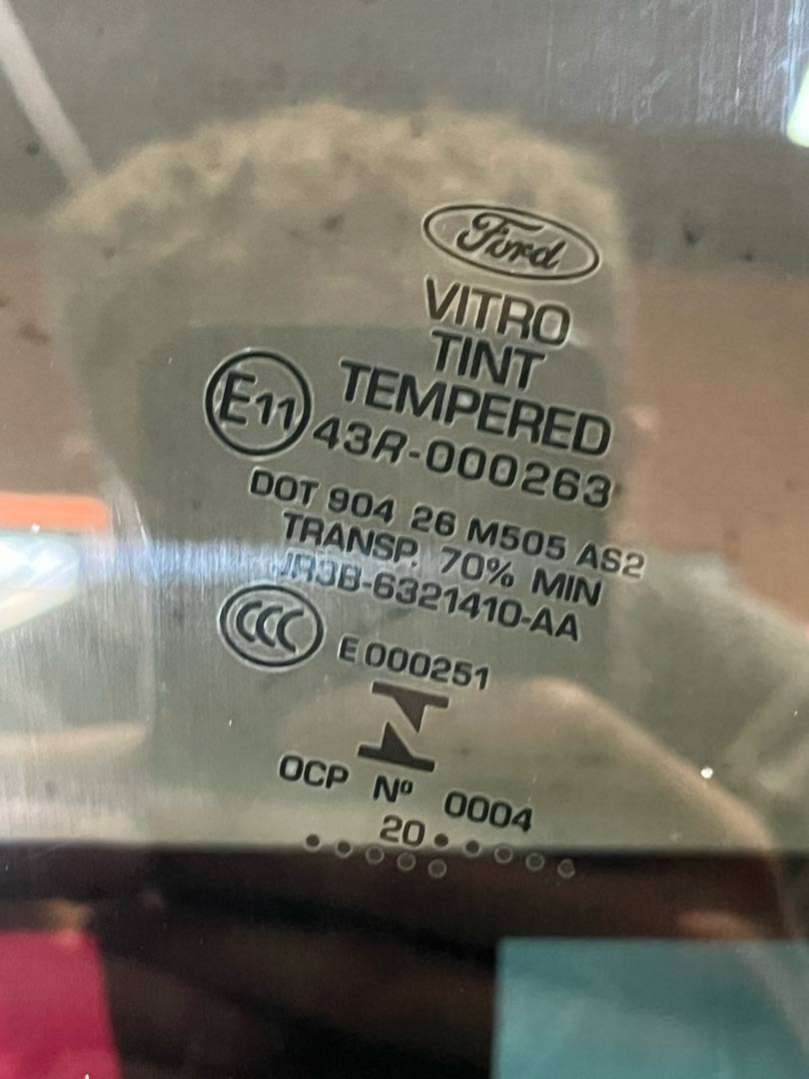 Ford
VITRO
TINT
TEMPERED
E11 43R-000263
DOT 904 26 M505 AS2
TRANSP. 70% MIN
JR3B-6321410-AA
CCC E 000251
OCP Nº 0004
20